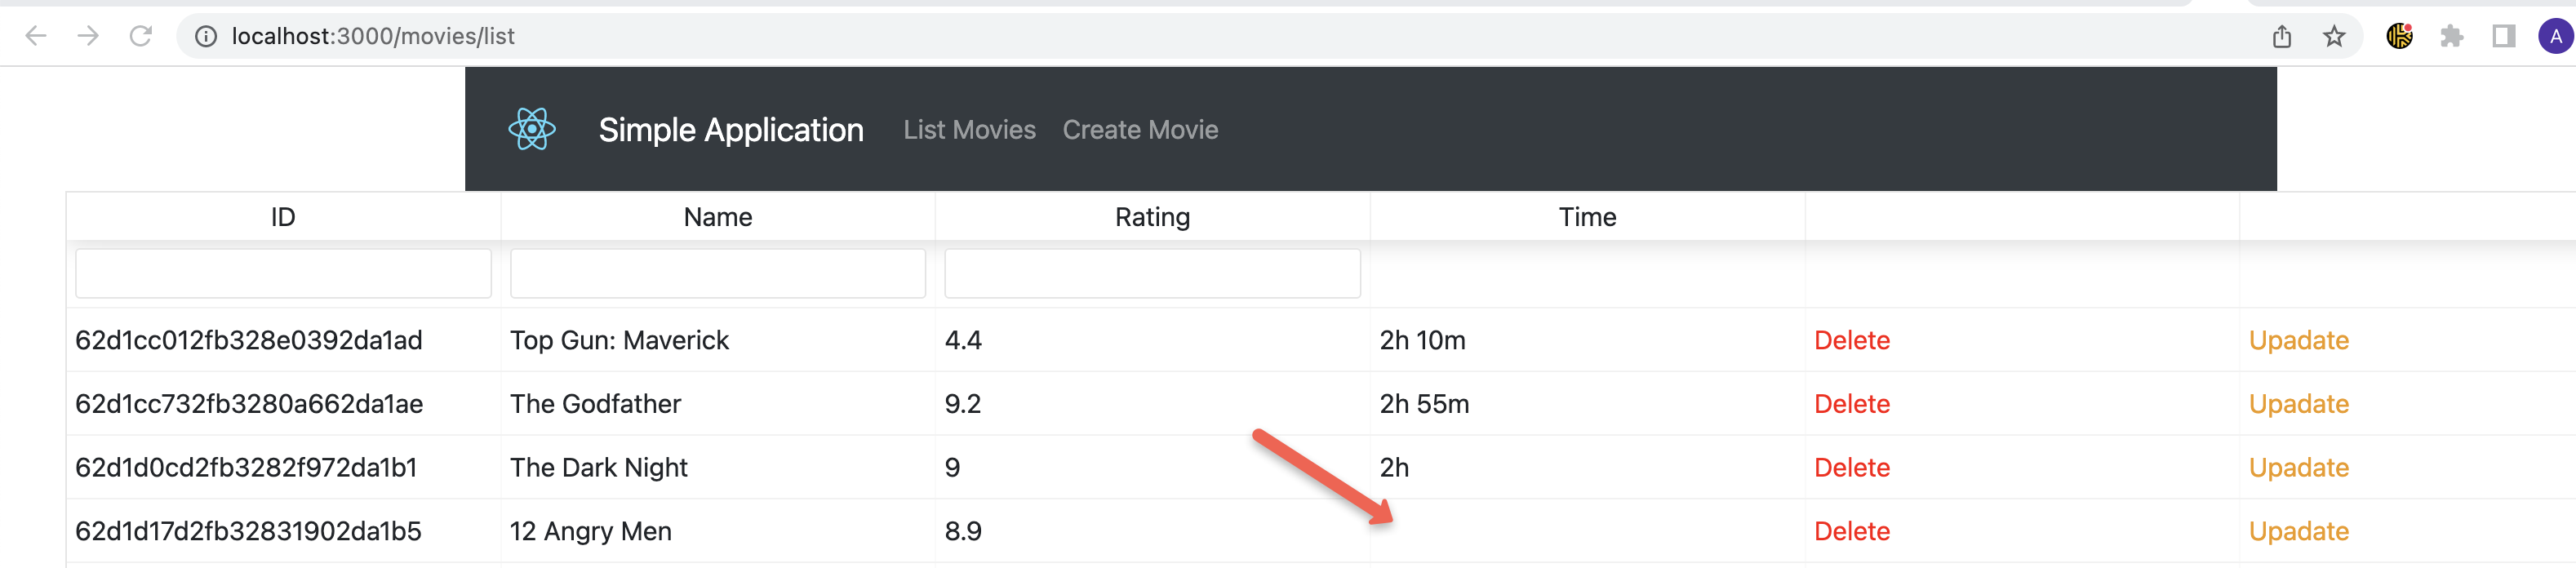 localhost:3000/movies/list
A
Simple Application List Movies Create Movie
ID Name Rating Time
62d1cc012fb328e0392da1ad Top Gun: Maverick 4.4 2h 10m Delete Upadate
62d1cc732fb3280a662da1ae The Godfather 9.2 2h 55m Delete Upadate
62d1d0cd2fb3282f972da1b1 The Dark Night 9 2h Delete Upadate
62d1d17d2fb32831902da1b5 12 Angry Men 8.9 Delete Upadate